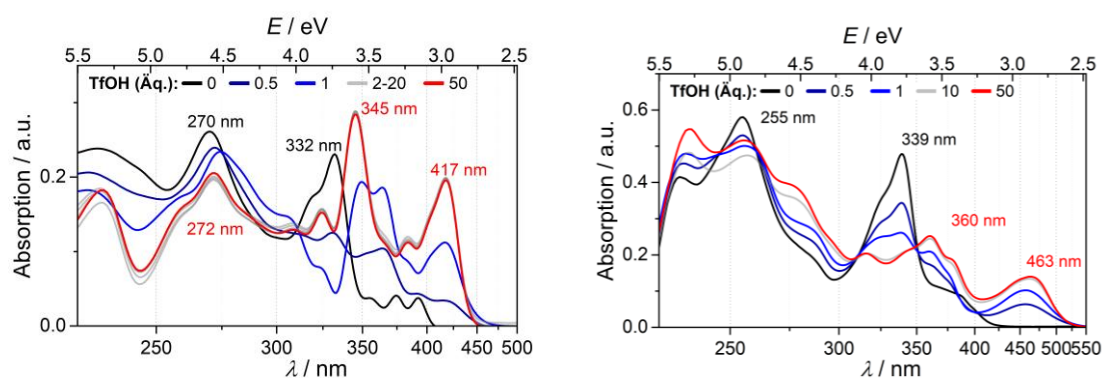 E / eV
5.5 5.0 4.5 4.0 3.5 3.0 2.5
TfOH (Äq.): 0 0.5 1 2-20 50
270 nm
332 nm
345 nm
417 nm
272 nm
0.2
0.0
Absorption / a.u.
250 300 350 400 450 500
λ / nm
E / eV
5.5 5.0 4.5 4.0 3.5 3.0 2.5
TfOH (Äq.): 0 0.5 1 10 50
255 nm
339 nm
360 nm
463 nm
0.6
0.4
0.2
0.0
Absorption / a.u.
250 300 350 400 450 500 550
λ / nm